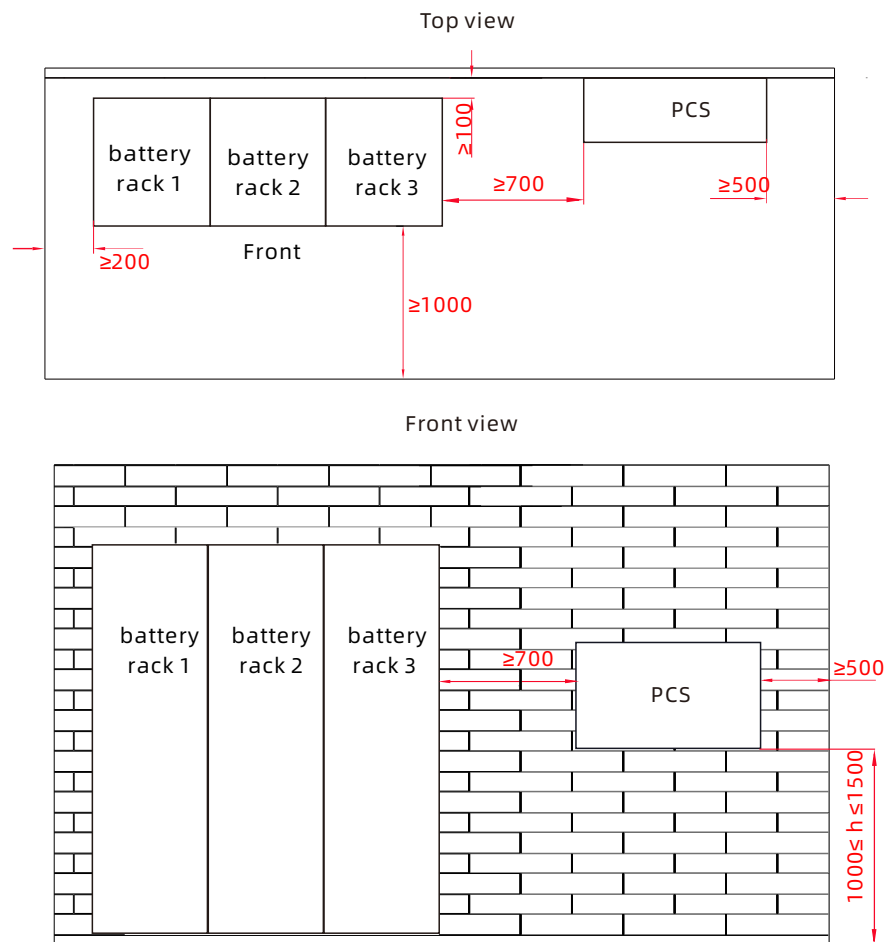 Top view
PCS
≥100
battery
rack 1
battery
rack 2
battery
rack 3
≥700
≥500
Front
≥200
≥1000
Front view
battery
rack 1
battery
rack 2
battery
rack 3
≥700
≥500
PCS
1000≤ h ≤1500